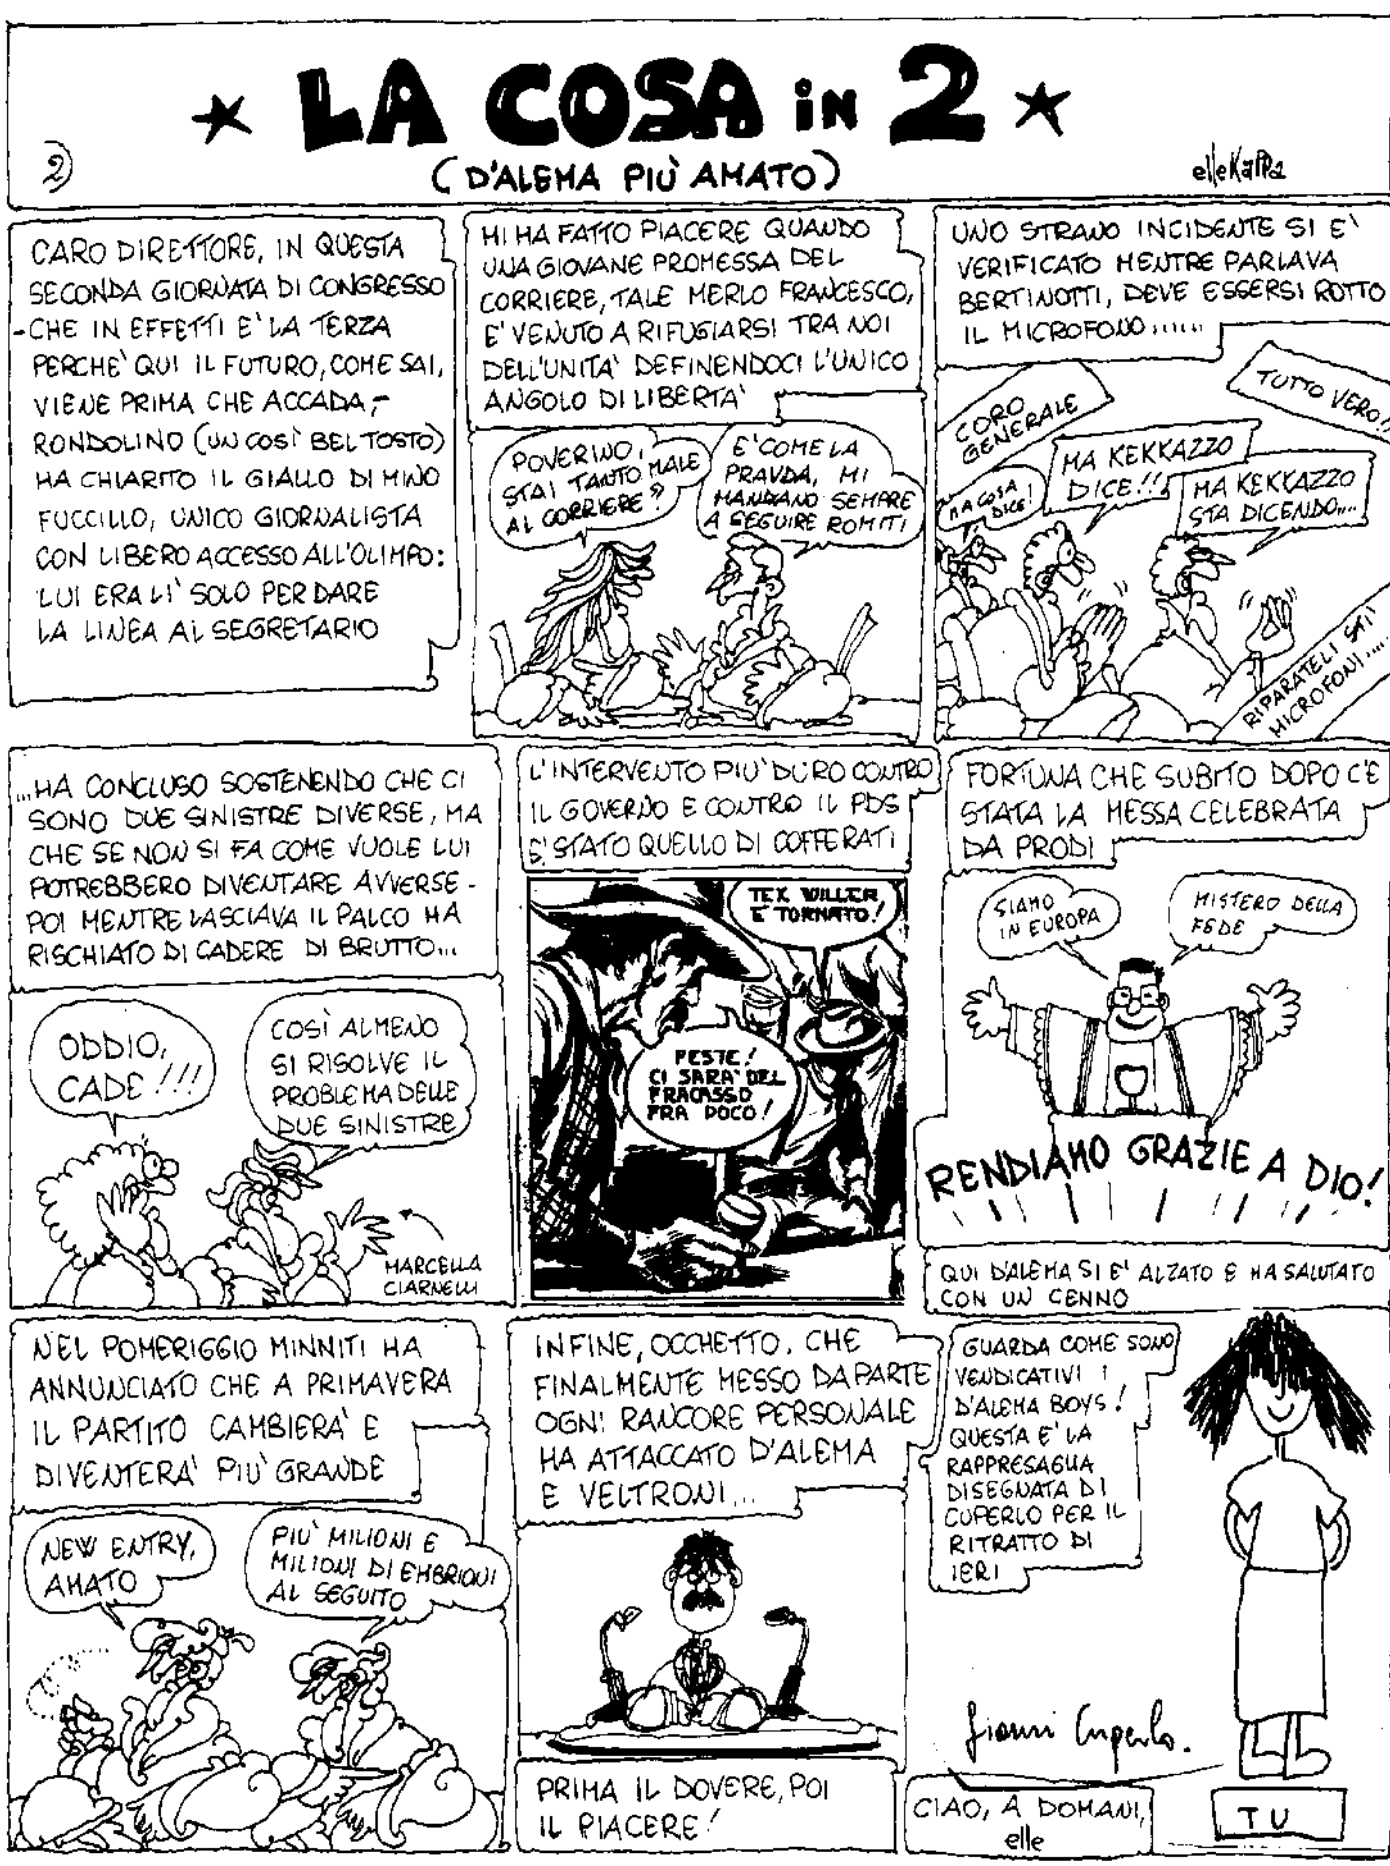 ★ LA COSA in 2 ★
(D'ALEMA PIÙ AMATO)
2)
elleKappa
CARO DIRETTORE, IN QUESTA
SECONDA GIORNATA DI CONGRESSO
-CHE IN EFFETTI E' LA TERZA
PERCHE' QUI IL FUTURO, COME SAI,
VIENE PRIMA CHE ACCADA,-
RONDOLINO (UN COSÌ BEL TOSTO)
HA CHIARITO IL GIALLO DI MINO
FUCCILLO, UNICO GIORNALISTA
CON LIBERO ACCESSO ALL'OLIMPO:
LUI ERA LI' SOLO PER DARE
LA LINEA AL SEGRETARIO
MI HA FATTO PIACERE QUANDO
UNA GIOVANE PROMESSA DEL
CORRIERE, TALE MERLO FRANCESCO,
E' VENUTO A RIFUGIARSI TRA NOI
DELL'UNITA' DEFINENDOCI L'UNICO
ANGOLO DI LIBERTA'
POVERINO,
STAI TANTO MALE
AL CORRIERE?
E' COME LA
PRAVDA, MI
MANDANO SEMPRE
A SEGUIRE ROMITI
UNO STRANO INCIDENTE SI E'
VERIFICATO MENTRE PARLAVA
BERTINOTTI, DEVE ESSERSI ROTTO
IL MICROFONO......
CORO
GENERALE
TUTTO VERO!!
MA COSA
DICE!
MA KEKKAZZO
DICE!!!
MA KEKKAZZO
STA DICENDO....
RIPARATELI 'STI
MICROFONI....
...HA CONCLUSO SOSTENENDO CHE CI
SONO DUE SINISTRE DIVERSE, MA
CHE SE NON SI FA COME VUOLE LUI
POTREBBERO DIVENTARE AVVERSE-
POI MENTRE LASCIAVA IL PALCO HA
RISCHIATO DI CADERE DI BRUTTO...
ODDIO,
CADE!!!
COSÌ ALMENO
SI RISOLVE IL
PROBLEMA DELLE
DUE SINISTRE
MARCELLA
CIARNELLI
L'INTERVENTO PIU' DURO CONTRO
IL GOVERNO E CONTRO IL PDS
E' STATO QUELLO DI COFFERATI
TEX WILLER
E' TORNATO!
PESTE!
CI SARA' DEL
FRACASSO
FRA POCO!
FORTUNA CHE SUBITO DOPO C'E'
STATA LA MESSA CELEBRATA
DA PRODI
SIAMO
IN EUROPA
MISTERO DELLA
FEDE
RENDIAMO GRAZIE A DIO!
QUI D'ALEMA SI E' ALZATO E HA SALUTATO
CON UN CENNO
NEL POMERIGGIO MINNITI HA
ANNUNCIATO CHE A PRIMAVERA
IL PARTITO CAMBIERA' E
DIVENTERA' PIU' GRANDE
NEW ENTRY,
AMATO
PIU' MILIONI E
MILIONI DI EMBRIONI
AL SEGUITO
INFINE, OCCHETTO. CHE
FINALMENTE MESSO DA PARTE
OGNI RANCORE PERSONALE
HA ATTACCATO D'ALEMA
E VELTRONI...
PRIMA IL DOVERE, POI
IL PIACERE!
GUARDA COME SONO
VENDICATIVI I
D'ALEMA BOYS!
QUESTA E' LA
RAPPRESAGLIA
DISEGNATA DI
CUPERLO PER IL
RITRATTO DI
IERI
Gianni Cuperlo.
CIAO, A DOMANI,
elle
TU